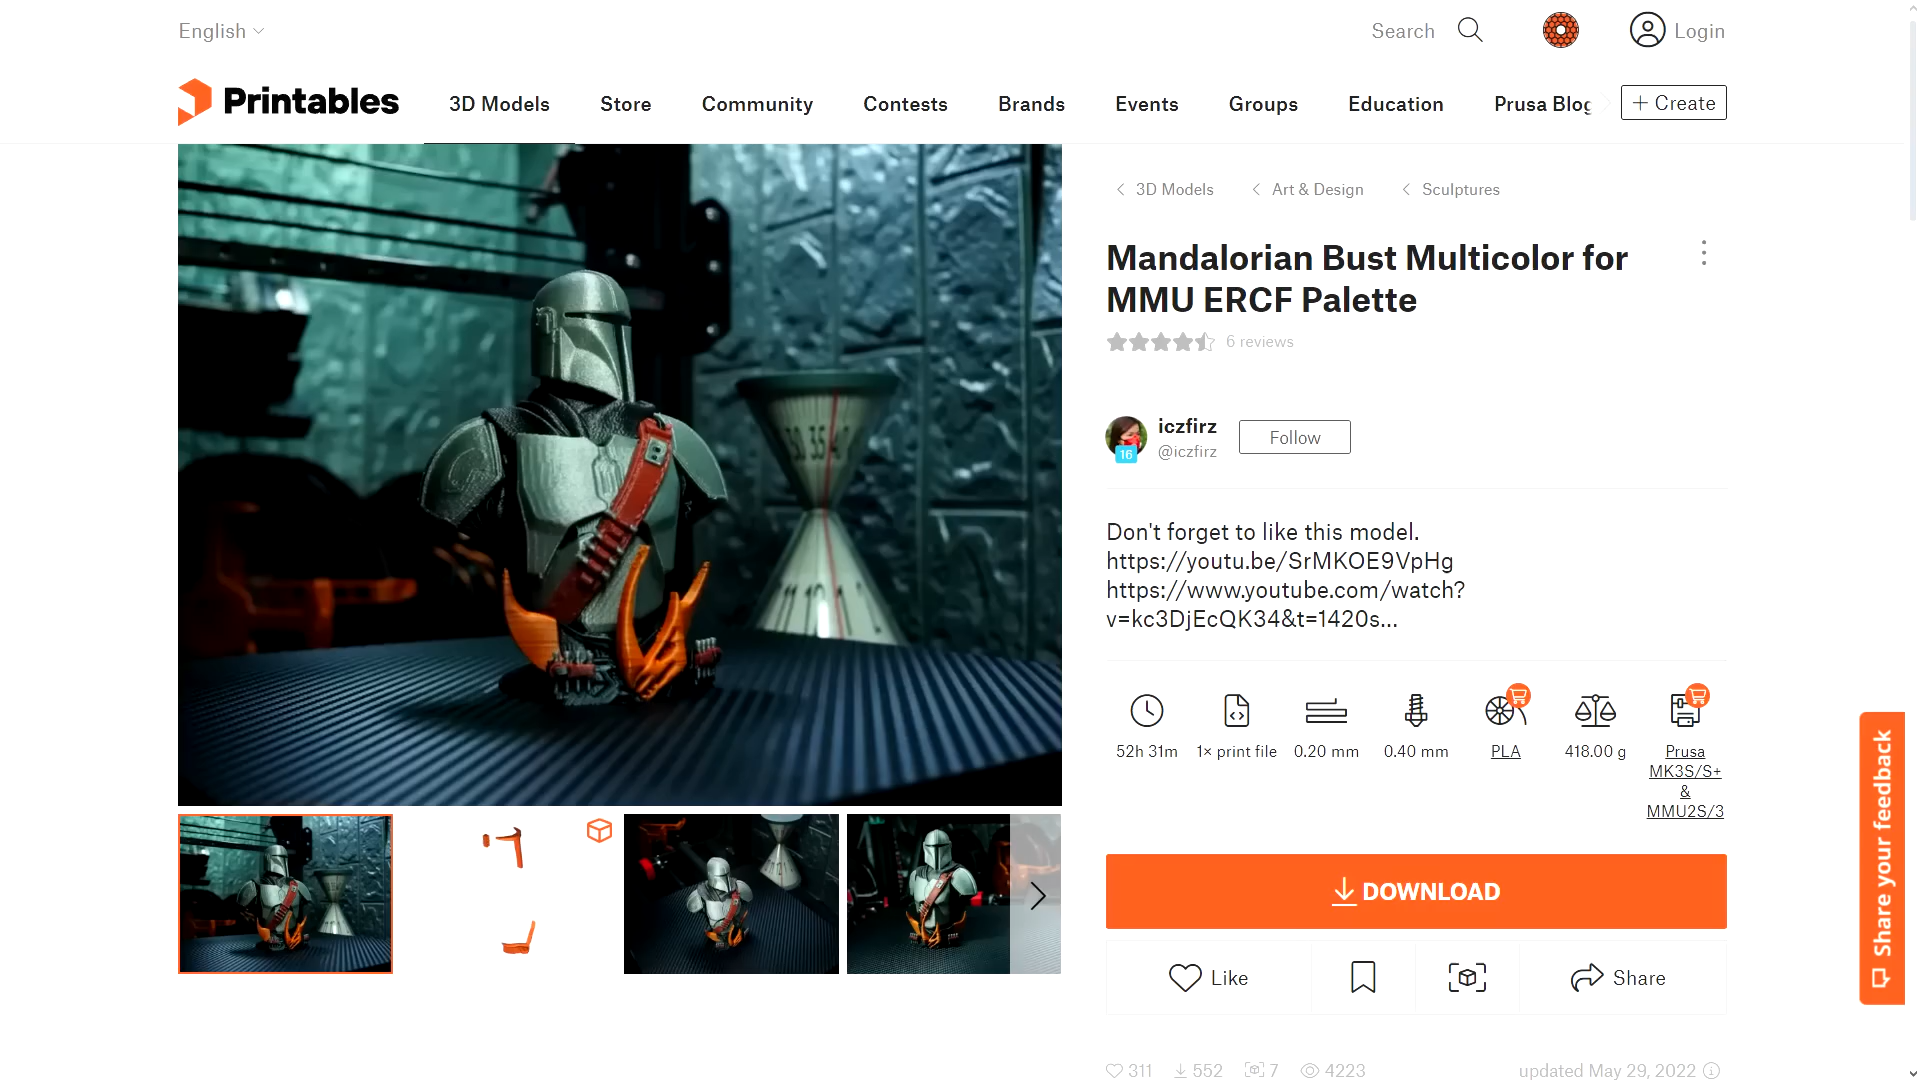 English
Search
Login
Printables
3D Models
Store
Community
Contests
Brands
Events
Groups
Education
Prusa Blog
+ Create
3D Models
Art & Design
Sculptures
Mandalorian Bust Multicolor for
MMU ERCF Palette
6 reviews
iczfirz
@iczfirz
16
Follow
Don't forget to like this model.
https://youtu.be/SrMKOE9VpHg
https://www.youtube.com/watch?
v=kc3DjEcQK34&t=1420s...
52h 31m
1× print file
0.20 mm
0.40 mm
PLA
418.00 g
Prusa
MK3S/S+
&
MMU2S/3
DOWNLOAD
Like
Share
311
552
7
4223
updated May 29, 2022
Share your feedback